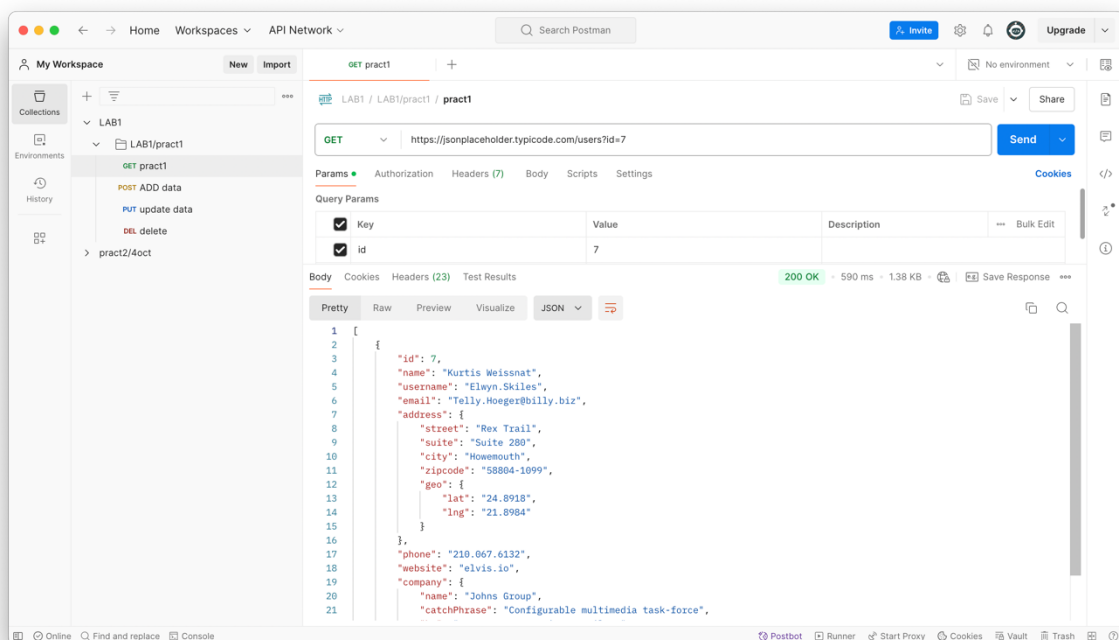 Home Workspaces API Network Search Postman Invite Upgrade
My Workspace New Import GET pract1 No environment
Collections
Environments
History
LAB1
LAB1/pract1
GET pract1
POST ADD data
PUT update data
DEL delete
pract2/4oct
HTTP LAB1 / LAB1/pract1 / pract1 Save Share
GET https://jsonplaceholder.typicode.com/users?id=7 Send
Params Authorization Headers (7) Body Scripts Settings Cookies
Query Params
Key Value Description Bulk Edit
id 7
Body Cookies Headers (23) Test Results 200 OK 590 ms 1.38 KB Save Response
Pretty Raw Preview Visualize JSON
1 [
2 {
3 "id": 7,
4 "name": "Kurtis Weissnat",
5 "username": "Elwyn.Skiles",
6 "email": "Telly.Hoeger@billy.biz",
7 "address": {
8 "street": "Rex Trail",
9 "suite": "Suite 280",
10 "city": "Howemouth",
11 "zipcode": "58804-1099",
12 "geo": {
13 "lat": "24.8918",
14 "lng": "21.8984"
15 }
16 },
17 "phone": "210.067.6132",
18 "website": "elvis.io",
19 "company": {
20 "name": "Johns Group",
21 "catchPhrase": "Configurable multimedia task-force",
Online Find and replace Console Postbot Runner Start Proxy Cookies Vault Trash